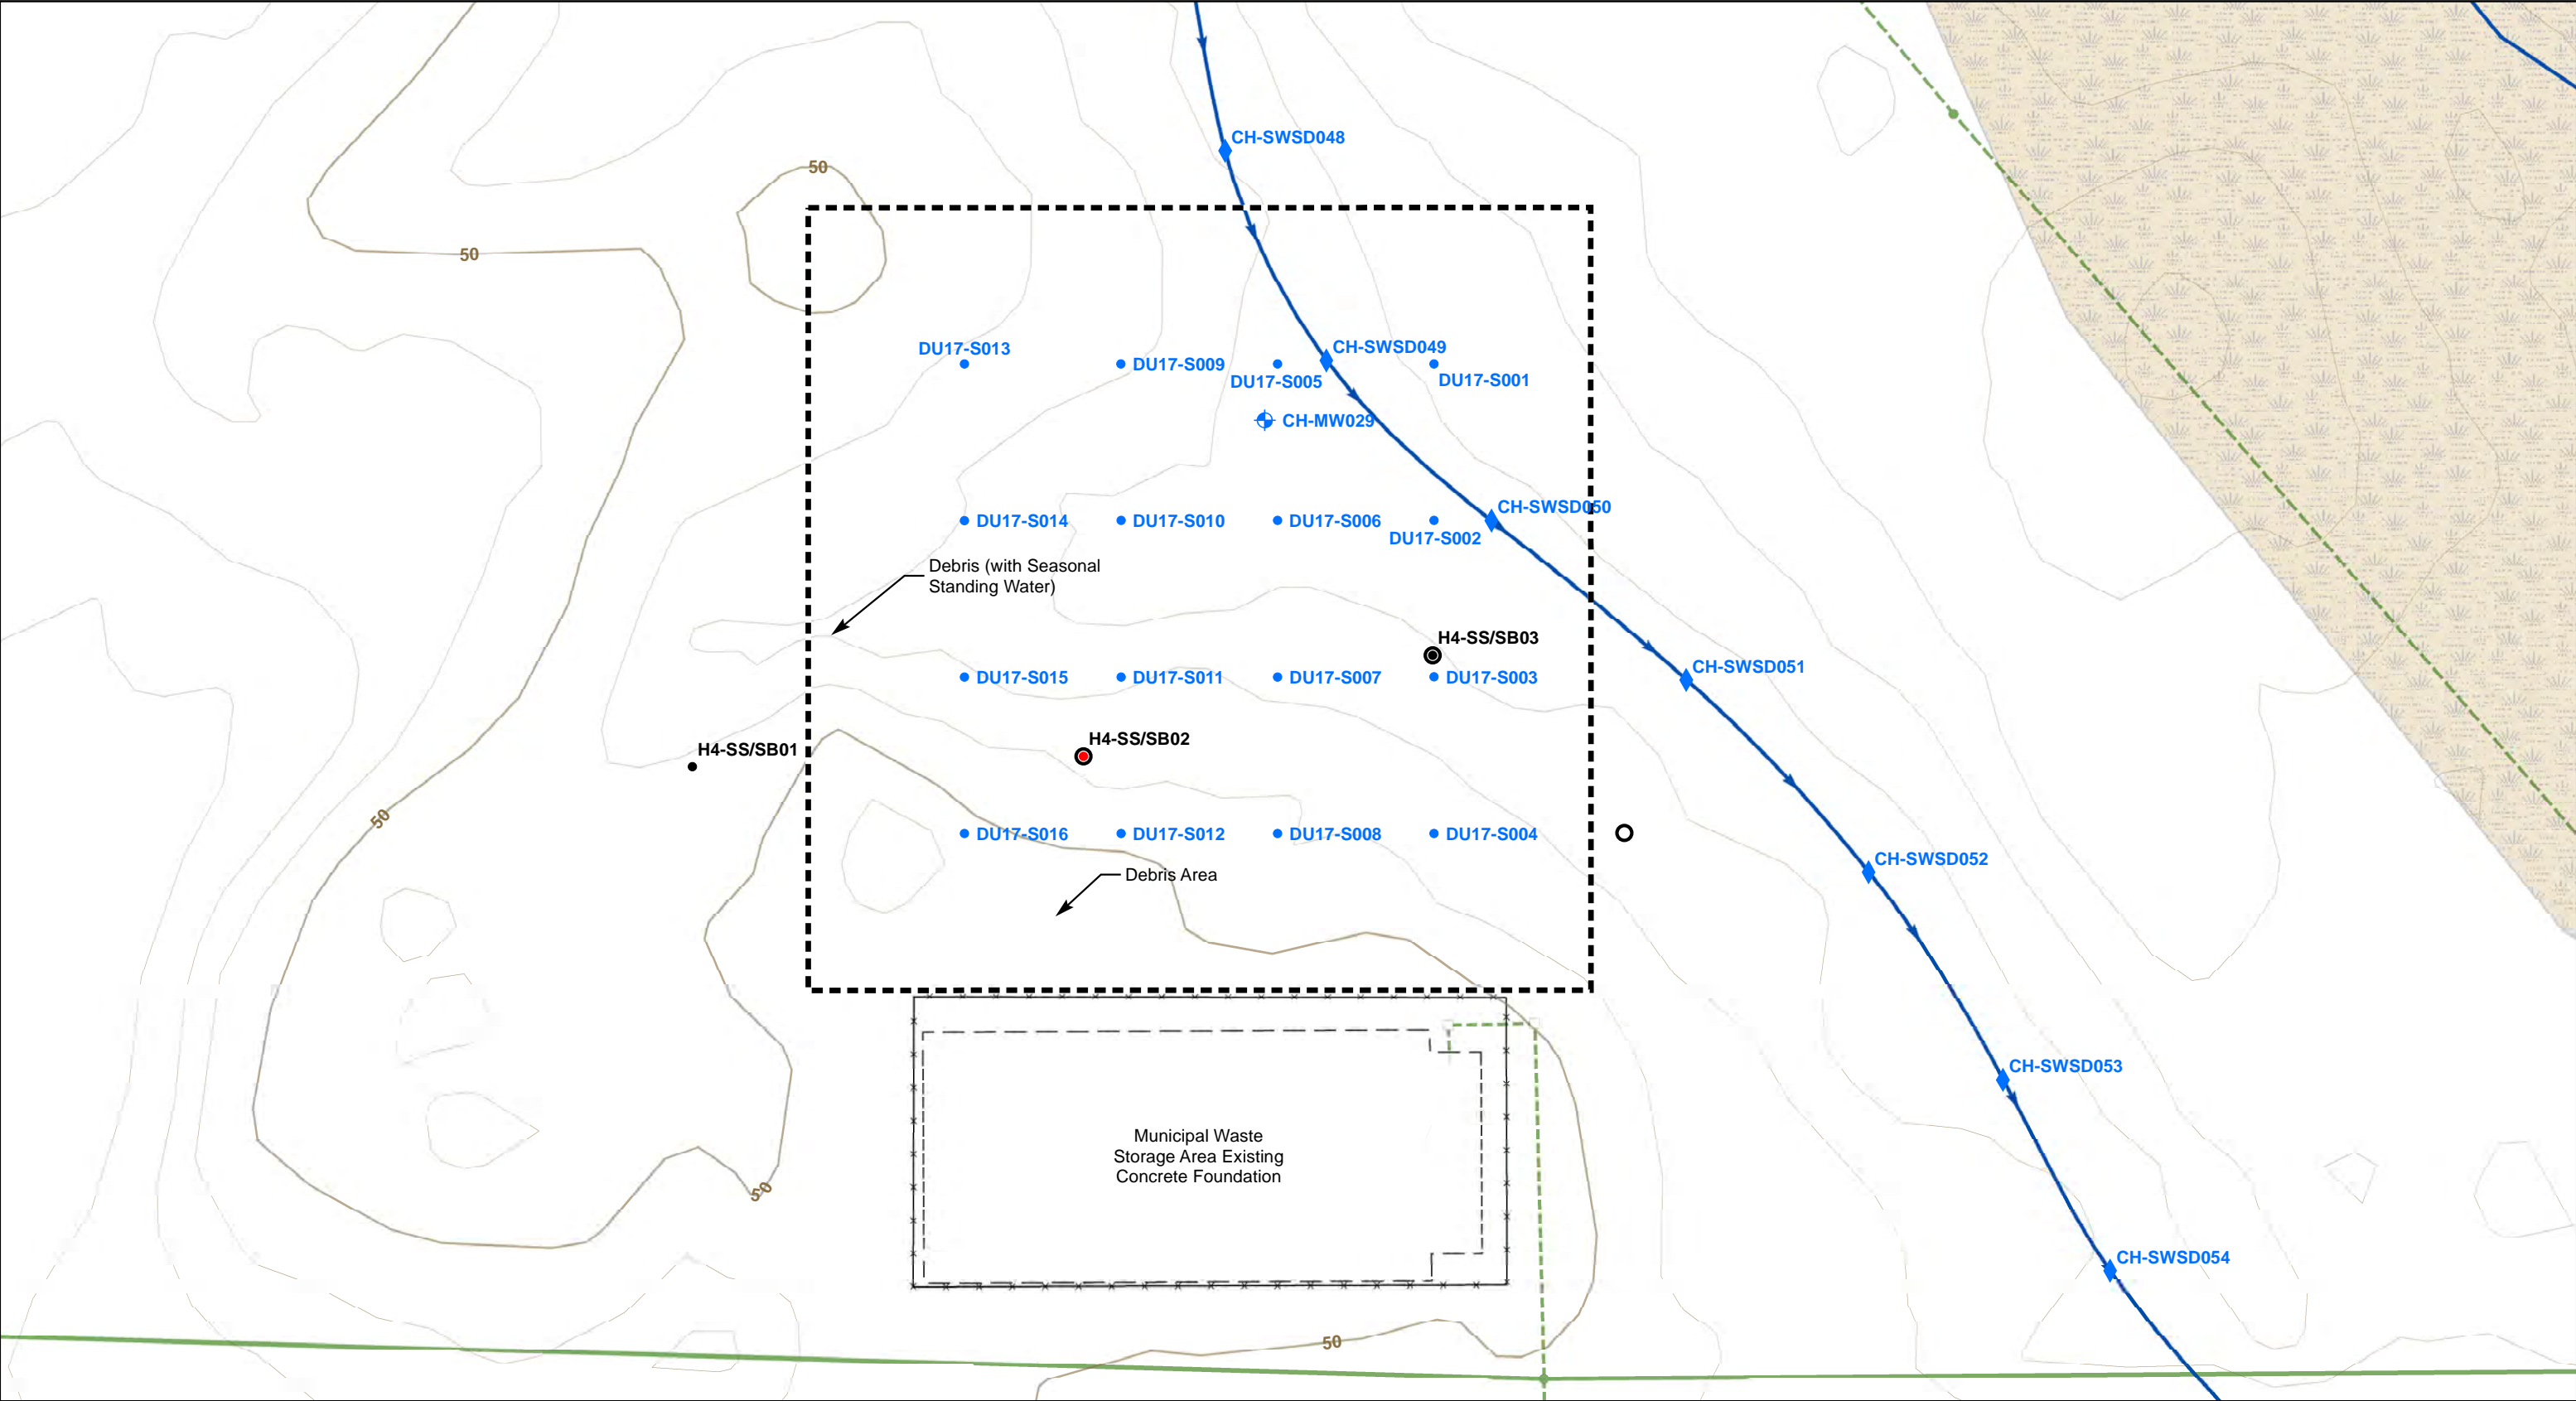 CH-SWSD048
50
50
CH-SWSD049
DU17-S013
DU17-S009
DU17-S005
DU17-S001
CH-MW029
CH-SWSD050
DU17-S014
DU17-S010
DU17-S006
DU17-S002
Debris (with Seasonal
Standing Water)
H4-SS/SB03
CH-SWSD051
DU17-S015
DU17-S011
DU17-S007
DU17-S003
H4-SS/SB02
H4-SS/SB01
50
DU17-S016
DU17-S012
DU17-S008
DU17-S004
CH-SWSD052
Debris Area
CH-SWSD053
Municipal Waste
Storage Area Existing
Concrete Foundation
50
CH-SWSD054
50